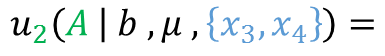 u₂(A | b , μ , {x₃, x₄}) =